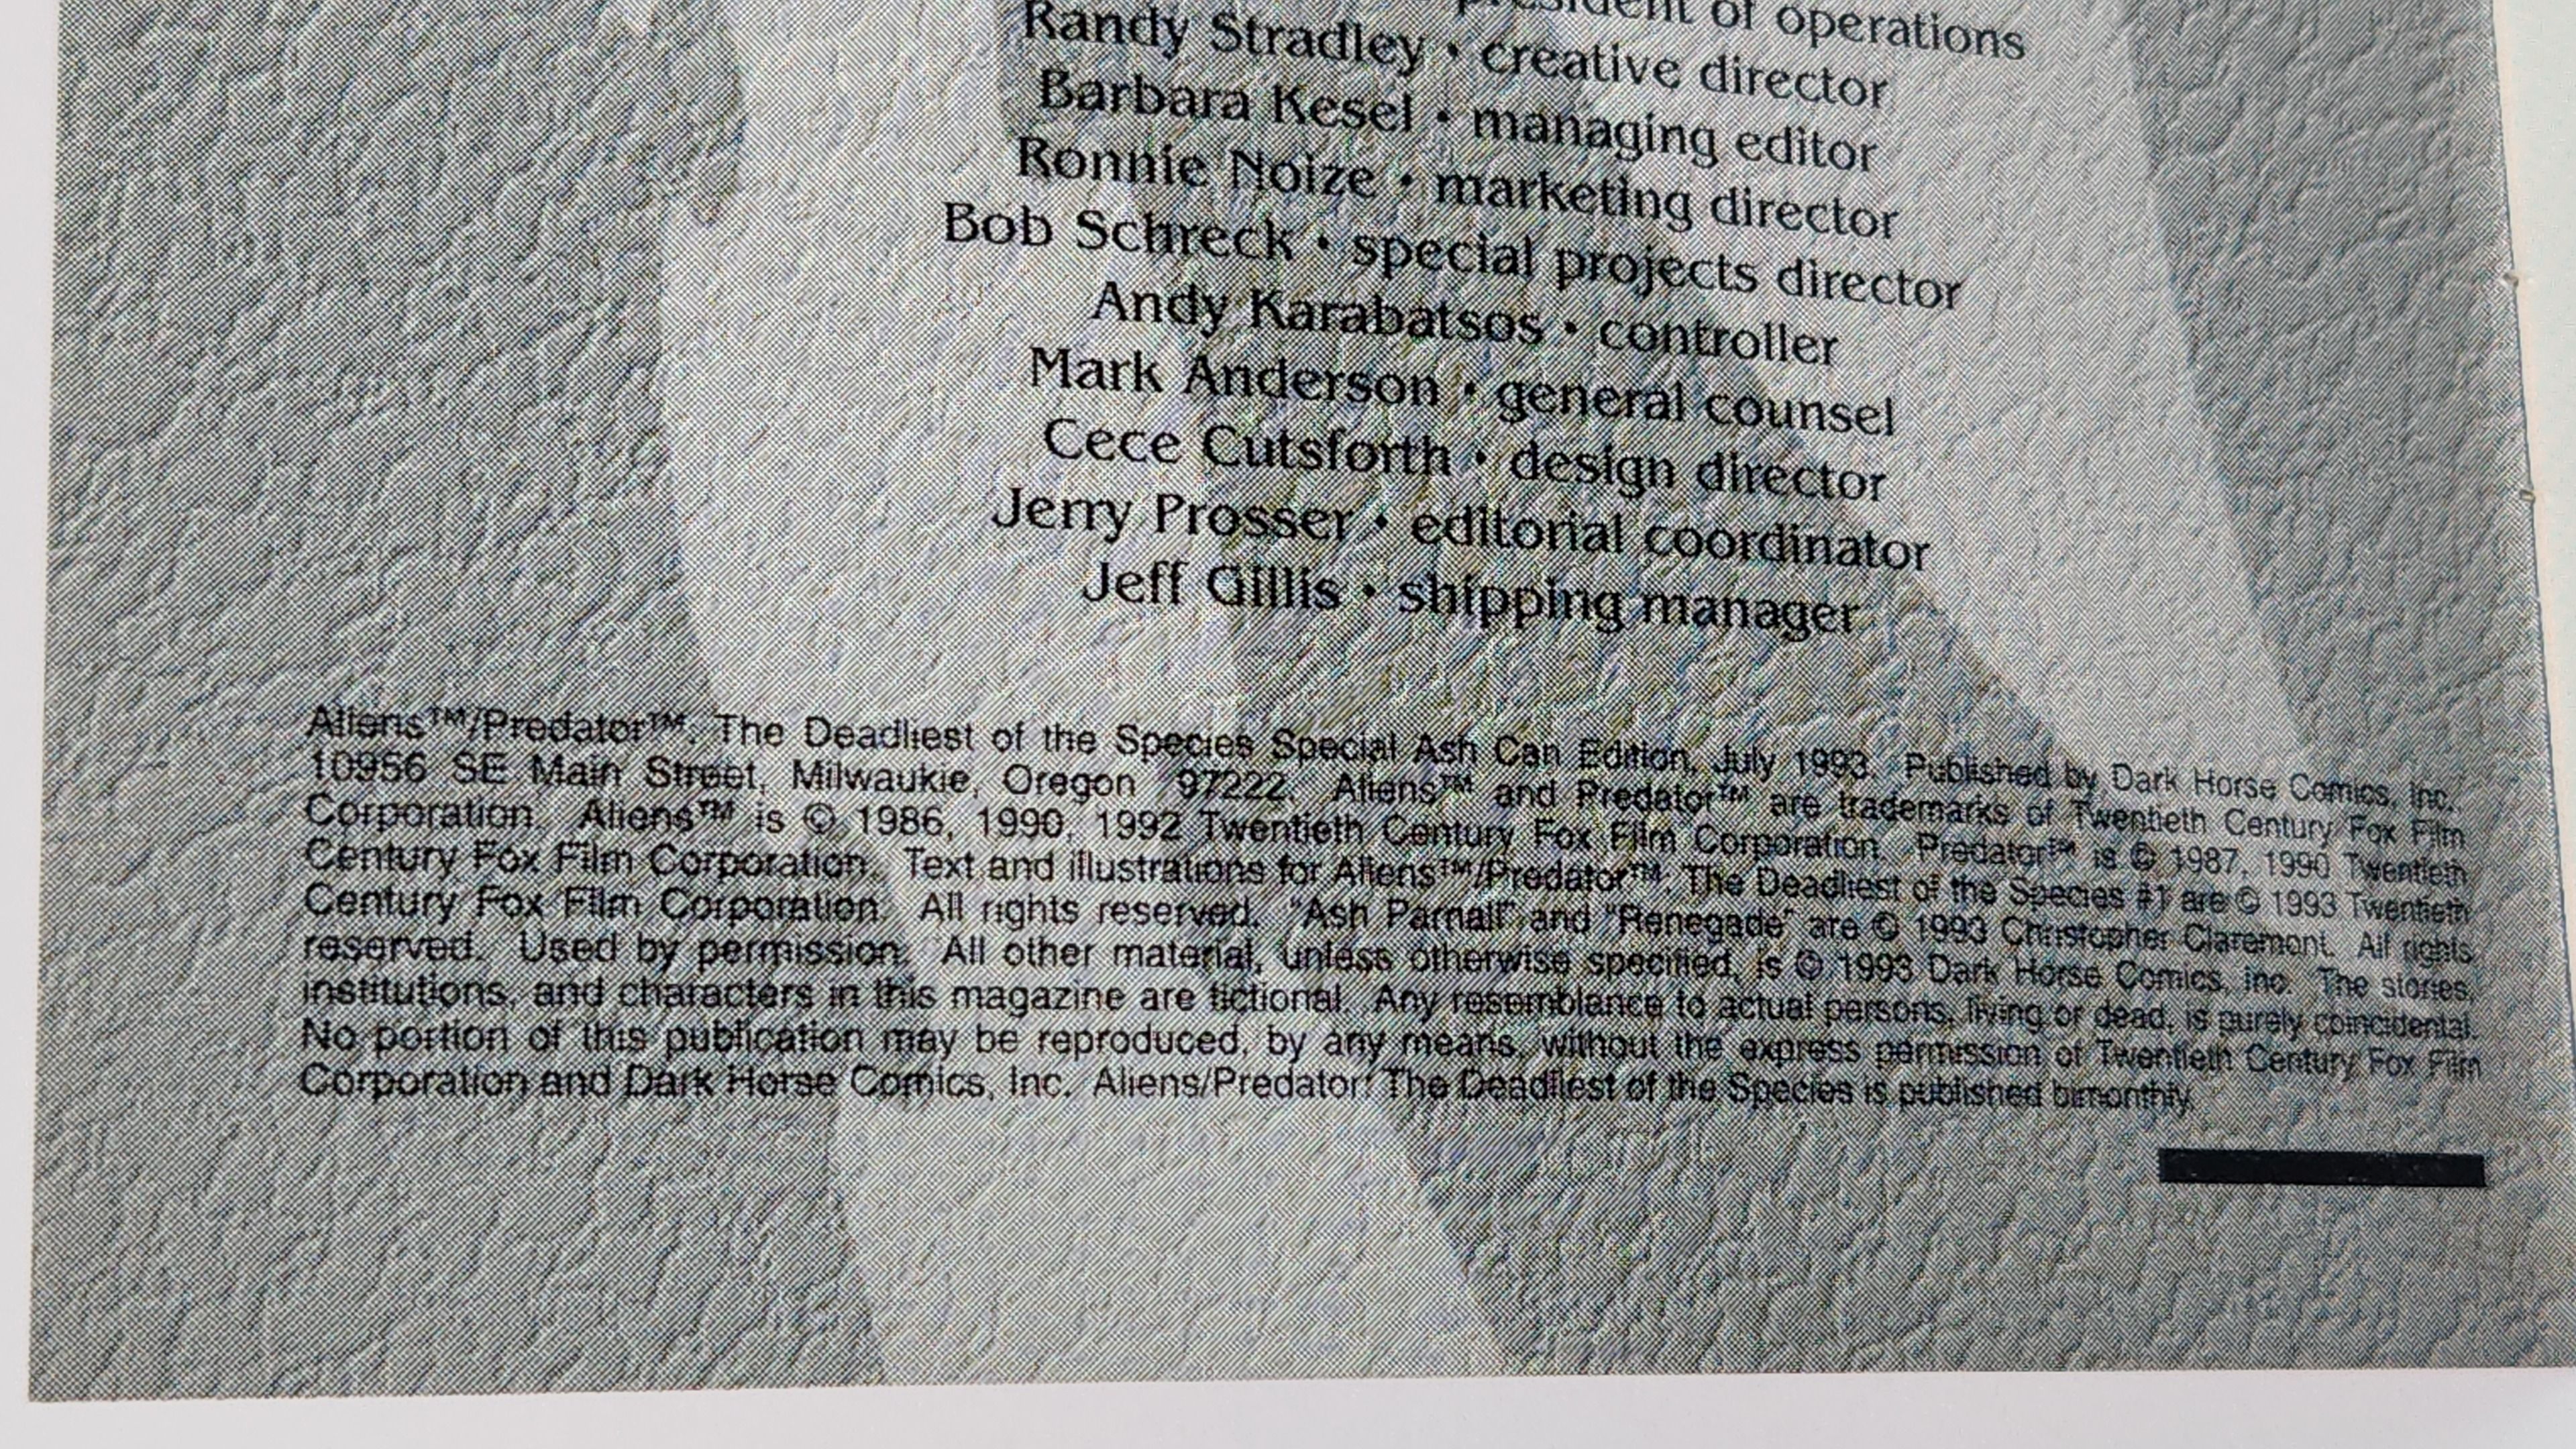 president of operations
Randy Stradley • creative director
Barbara Kesel • managing editor
Ronnie Noize • marketing director
Bob Schreck • special projects director
Andy Karabatsos • controller
Mark Anderson • general counsel
Cece Cutsforth • design director
Jerry Prosser • editorial coordinator
Jeff Gillis • shipping manager
Aliens™/Predator™: The Deadliest of the Species Special Ash Can Edition, July 1993. Published by Dark Horse Comics, Inc.,
10956 SE Main Street, Milwaukie, Oregon 97222. Aliens™ and Predator™ are trademarks of Twentieth Century Fox Film
Corporation. Aliens™ is © 1986, 1990, 1992 Twentieth Century Fox Film Corporation. Predator™ is © 1987, 1990 Twentieth
Century Fox Film Corporation. Text and illustrations for Aliens™/Predator™: The Deadliest of the Species #1 are © 1993 Twentieth
Century Fox Film Corporation. All rights reserved. "Ash Parnall" and "Renegade" are © 1993 Christopher Claremont. All rights
reserved. Used by permission. All other material, unless otherwise specified, is © 1993 Dark Horse Comics, Inc. The stories,
institutions, and characters in this magazine are fictional. Any resemblance to actual persons, living or dead, is purely coincidental.
No portion of this publication may be reproduced, by any means, without the express permission of Twentieth Century Fox Film
Corporation and Dark Horse Comics, Inc. Aliens/Predator: The Deadliest of the Species is published bimonthly.